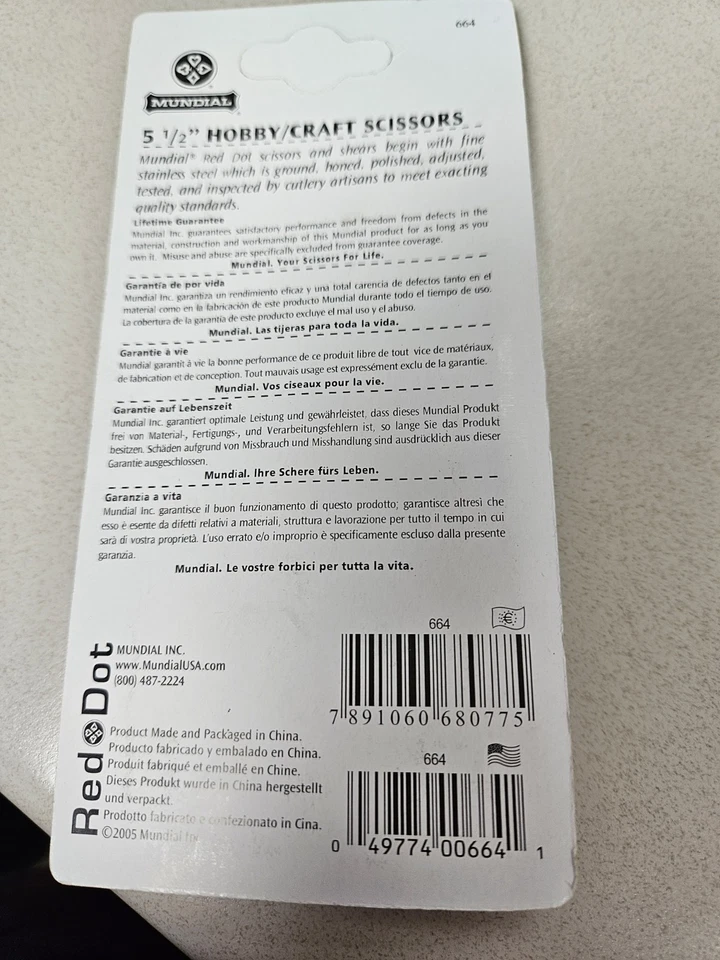 664
MUNDIAL
5 1/2” HOBBY/CRAFT SCISSORS
Mundial® Red Dot scissors and shears begin with fine
stainless steel which is ground, honed, polished, adjusted,
tested, and inspected by cutlery artisans to meet exacting
quality standards.
Lifetime Guarantee
Mundial Inc. guarantees satisfactory performance and freedom from defects in the
material, construction and workmanship of this Mundial product for as long as you
own it. Misuse and abuse are specifically excluded from guarantee coverage.
Mundial. Your Scissors For Life.
Garantía de por vida
Mundial Inc. garantiza un rendimiento eficaz y una total carencia de defectos tanto en el
material como en la fabricación de este producto Mundial durante todo el tiempo de uso.
La cobertura de la garantía de este producto excluye el mal uso y el abuso.
Mundial. Las tijeras para toda la vida.
Garantie à vie
Mundial garantit à vie la bonne performance de ce produit libre de tout vice de matériaux,
de fabrication et de conception. Tout mauvais usage est expressément exclu de la garantie.
Mundial. Vos ciseaux pour la vie.
Garantie auf Lebenszeit
Mundial Inc. garantiert optimale Leistung und gewährleistet, dass dieses Mundial Produkt
frei von Material-, Fertigungs-, und Verarbeitungsfehlern ist, so lange Sie das Produkt
besitzen. Schäden aufgrund von Missbrauch und Misshandlung sind ausdrücklich aus dieser
Garantie ausgeschlossen.
Mundial. Ihre Schere fürs Leben.
Garanzia a vita
Mundial Inc. garantisce il buon funzionamento di questo prodotto; garantisce altresì che
esso è esente da difetti relativi a materiali, struttura e lavorazione per tutto il tempo in cui
sarà di vostra proprietà. L'uso errato e/o improprio è specificamente escluso dalla presente
garanzia.
Mundial. Le vostre forbici per tutta la vita.
Red Dot
MUNDIAL INC.
www.MundialUSA.com
(800) 487-2224
Product Made and Packaged in China.
Producto fabricado y embalado en China.
Produit fabriqué et emballé en Chine.
Dieses Produkt wurde in China hergestellt
und verpackt.
Prodotto fabricato e confezionato in Cina.
©2005 Mundial Inc.
664
€
7 891060 680775
664
0 49774 00664 1